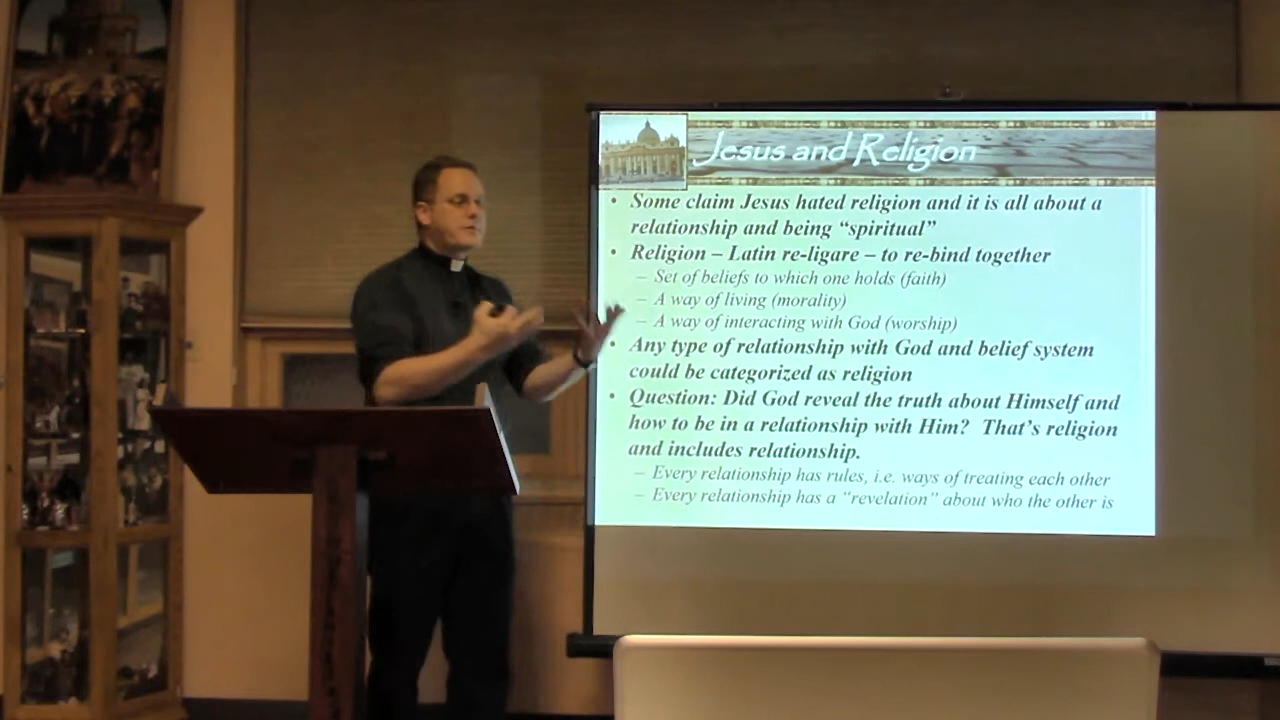 Jesus and Religion
• Some claim Jesus hated religion and it is all about a
relationship and being “spiritual”
• Religion – Latin re-ligare – to re-bind together
– Set of beliefs to which one holds (faith)
– A way of living (morality)
– A way of interacting with God (worship)
• Any type of relationship with God and belief system
could be categorized as religion
• Question: Did God reveal the truth about Himself and
how to be in a relationship with Him? That’s religion
and includes relationship.
– Every relationship has rules, i.e. ways of treating each other
– Every relationship has a “revelation” about who the other is